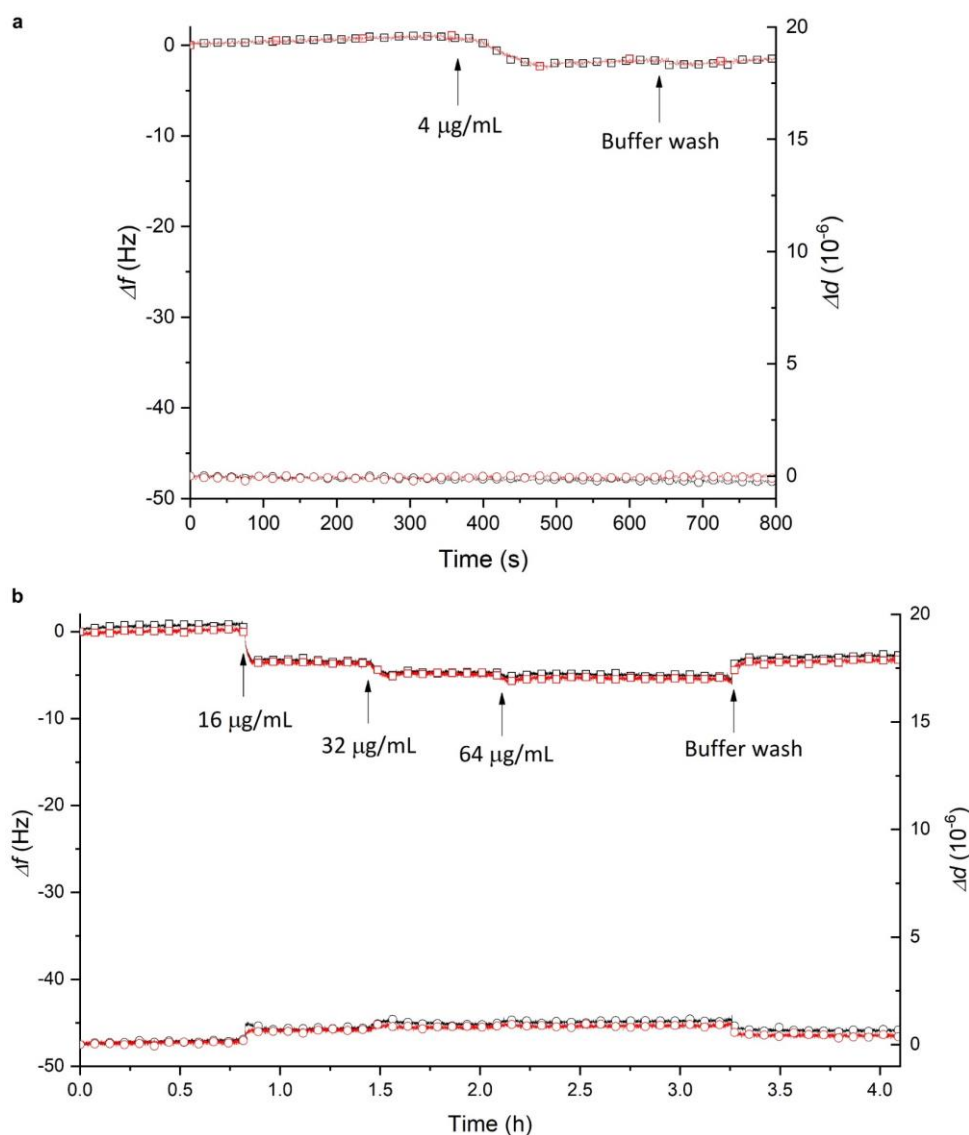 a
0
-10
-20
-30
-40
-50
Δf (Hz)
20
15
10
5
0
Δd (10-6)
4 μg/mL
Buffer wash
0 100 200 300 400 500 600 700 800
Time (s)
b
0
-10
-20
-30
-40
-50
Δf (Hz)
20
15
10
5
0
Δd (10-6)
16 μg/mL
32 μg/mL
64 μg/mL
Buffer wash
0.0 0.5 1.0 1.5 2.0 2.5 3.0 3.5 4.0
Time (h)